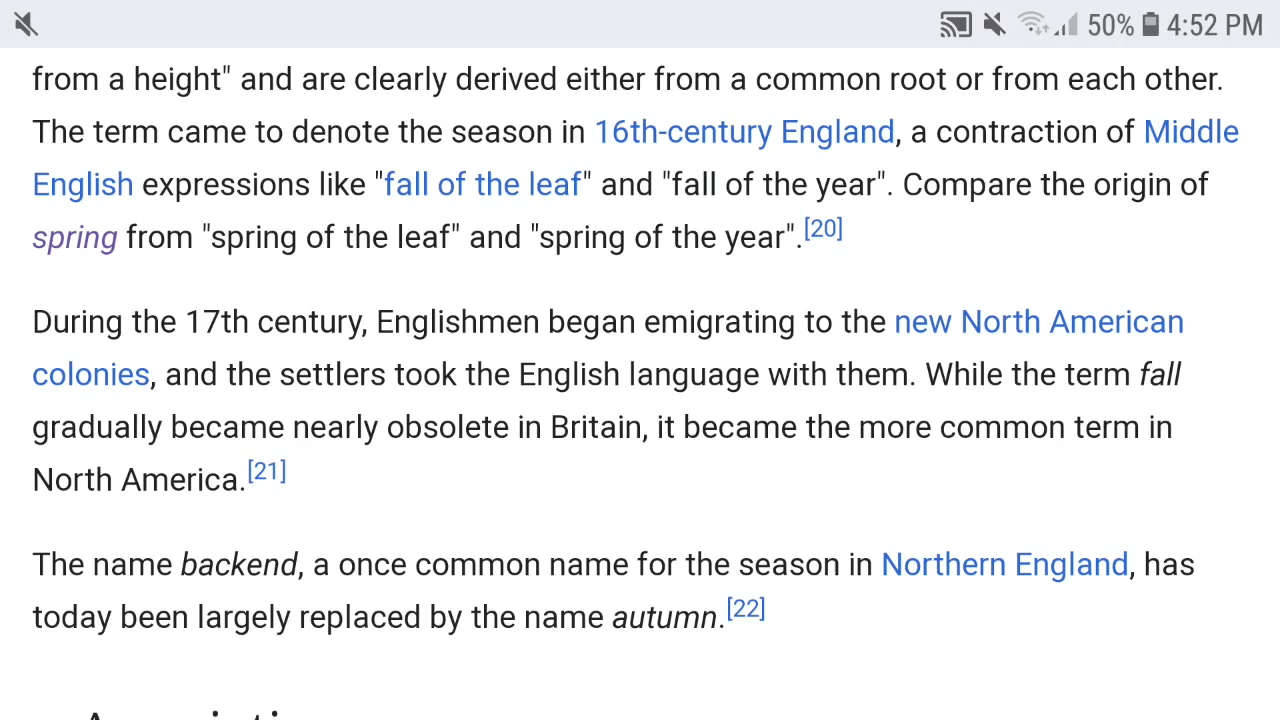 50% 4:52 PM
from a height" and are clearly derived either from a common root or from each other.
The term came to denote the season in 16th-century England, a contraction of Middle
English expressions like "fall of the leaf" and "fall of the year". Compare the origin of
spring from "spring of the leaf" and "spring of the year".[20]
During the 17th century, Englishmen began emigrating to the new North American
colonies, and the settlers took the English language with them. While the term fall
gradually became nearly obsolete in Britain, it became the more common term in
North America.[21]
The name backend, a once common name for the season in Northern England, has
today been largely replaced by the name autumn.[22]